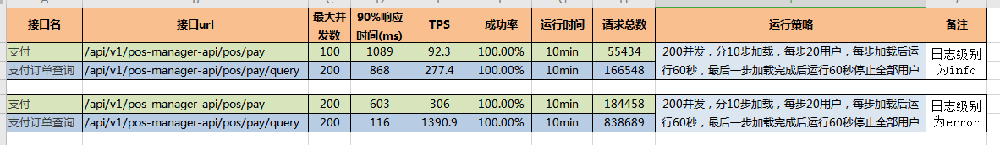 A B C D E F G H I J
接口名 接口url 最大并发数 90%响应时间(ms) TPS 成功率 运行时间 请求总数 运行策略 备注
支付 /api/v1/pos-manager-api/pos/pay 100 1089 92.3 100.00% 10min 55434 200并发，分10步加载，每步20用户，每步加载后运 日志级别
支付订单查询 /api/v1/pos-manager-api/pos/pay/query 200 868 277.4 100.00% 10min 166548 行60秒，最后一步加载完成后运行60秒停止全部用户 为info
支付 /api/v1/pos-manager-api/pos/pay 200 603 306 100.00% 10min 184458 200并发，分10步加载，每步20用户，每步加载后运 日志级别
支付订单查询 /api/v1/pos-manager-api/pos/pay/query 200 116 1390.9 100.00% 10min 838689 行60秒，最后一步加载完成后运行60秒停止全部用户 为error